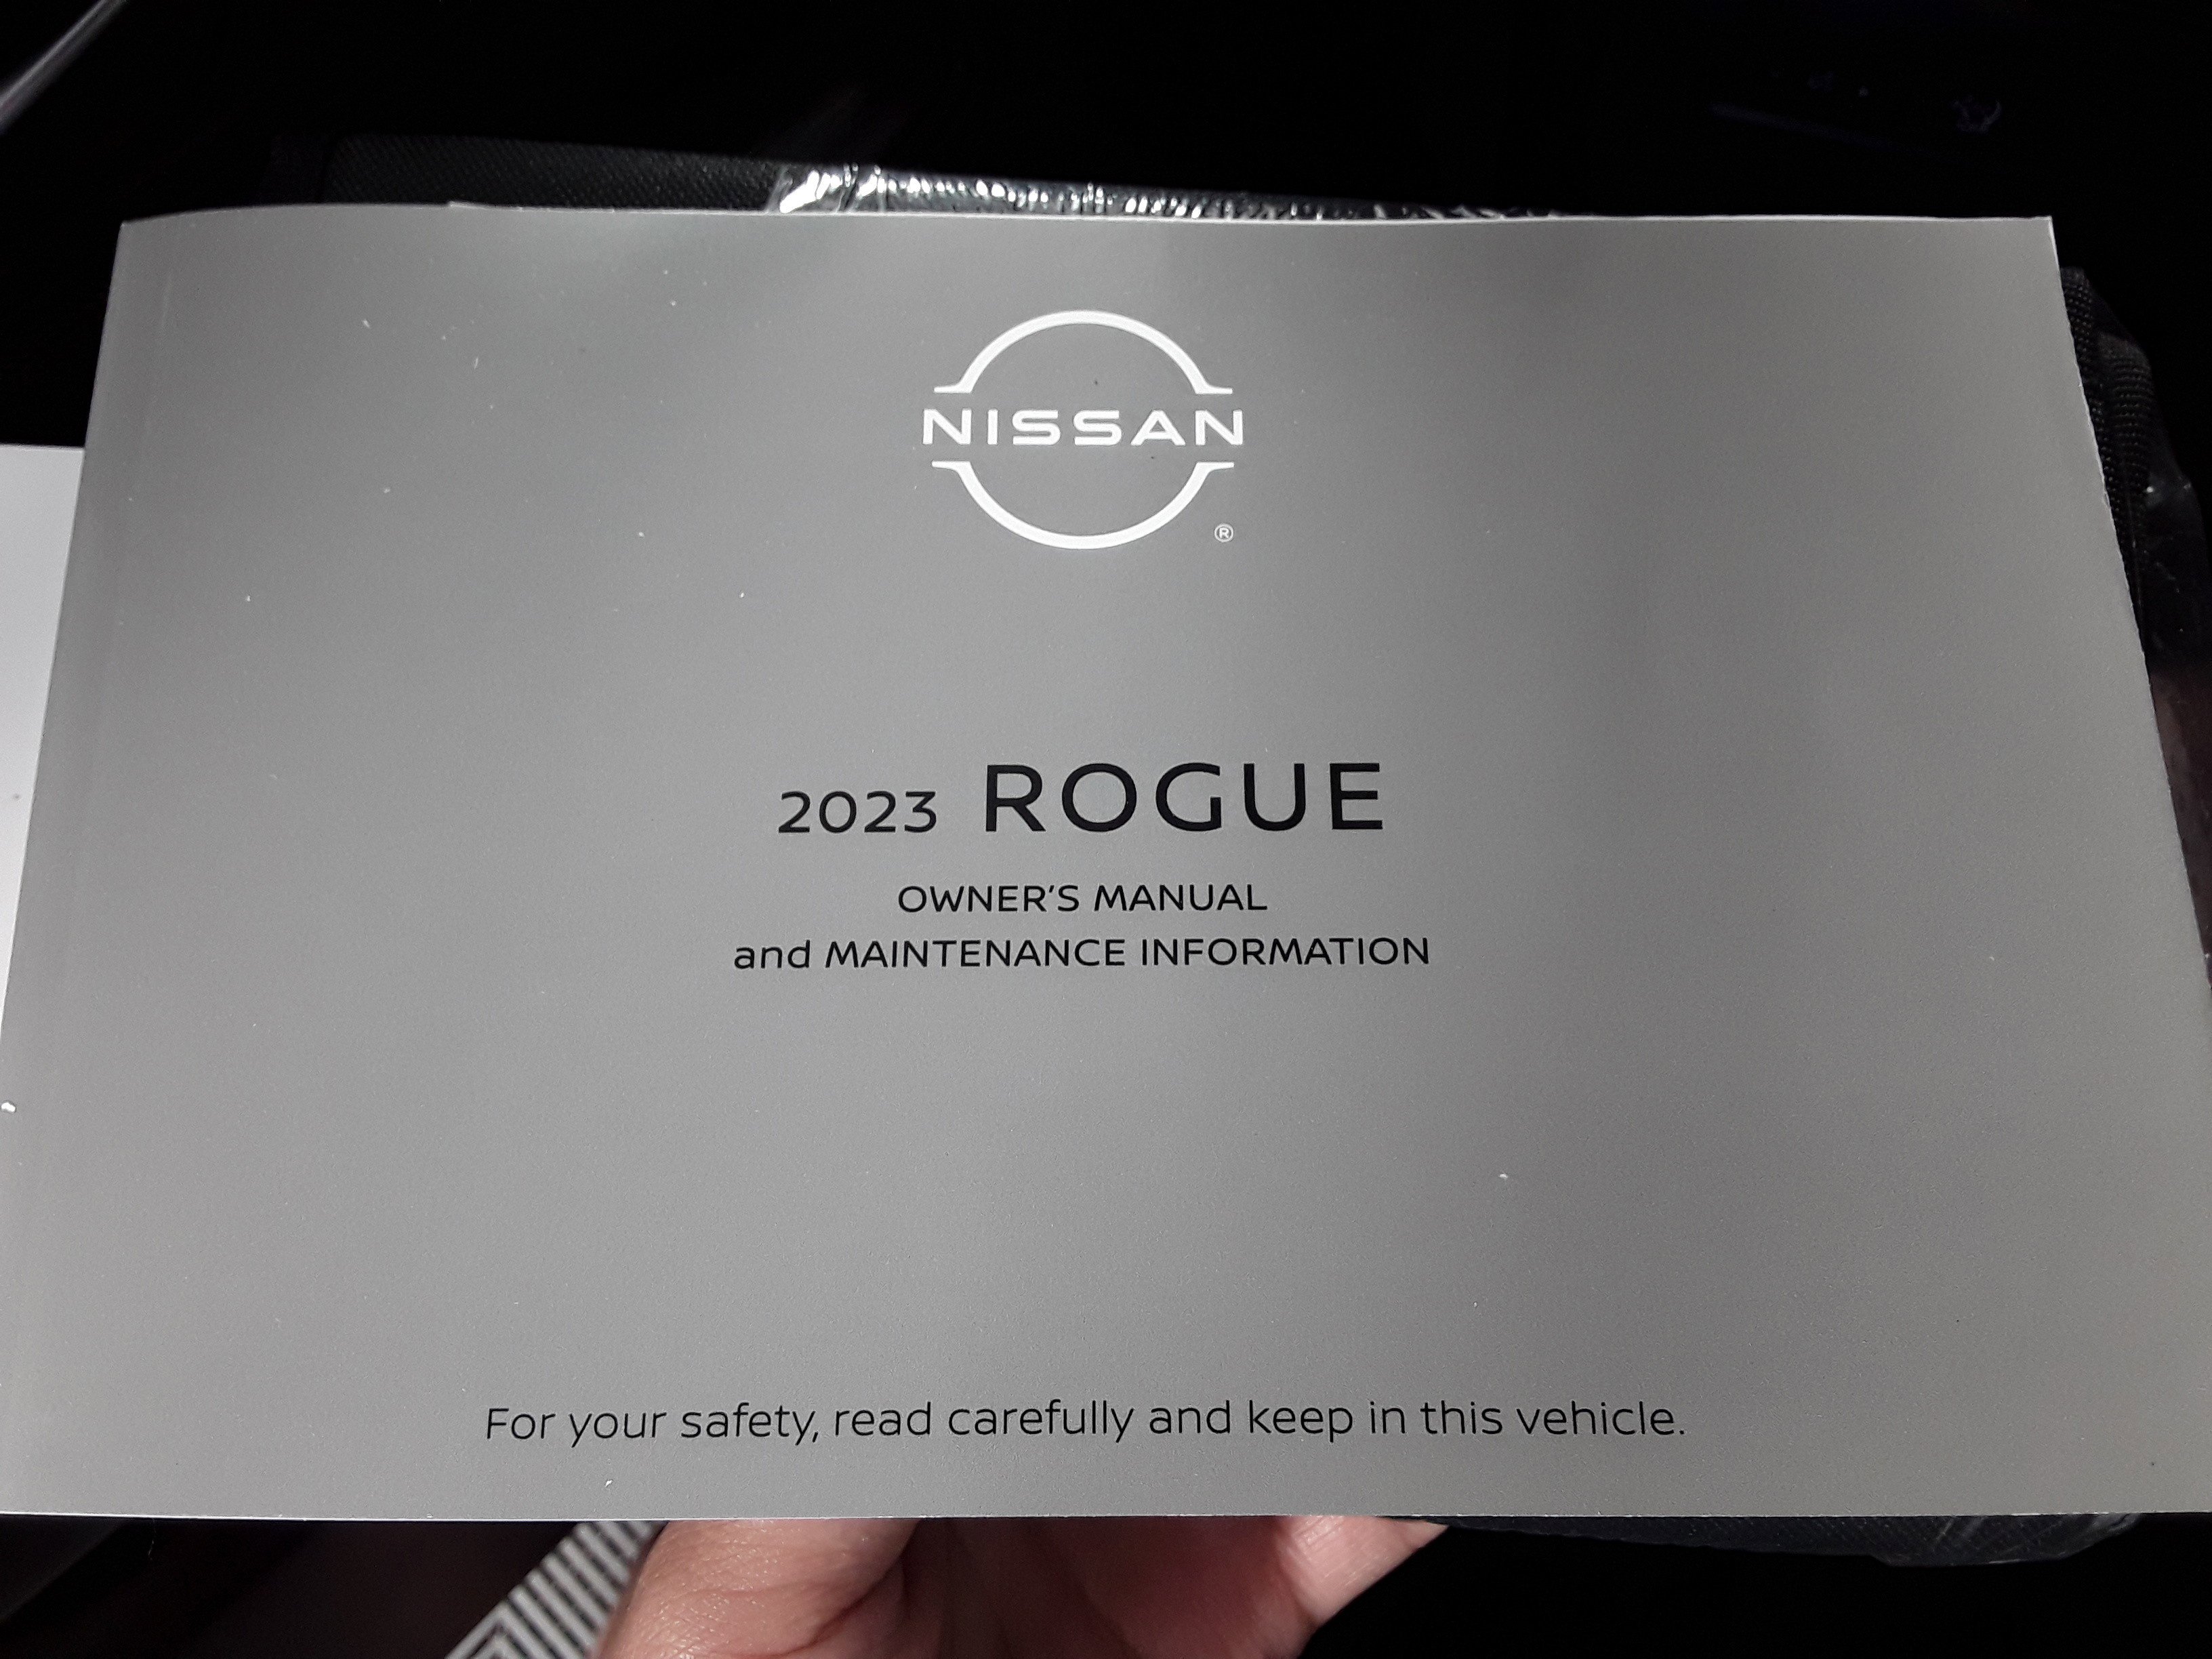 NISSAN
®
2023 ROGUE
OWNER'S MANUAL
and MAINTENANCE INFORMATION
For your safety, read carefully and keep in this vehicle.